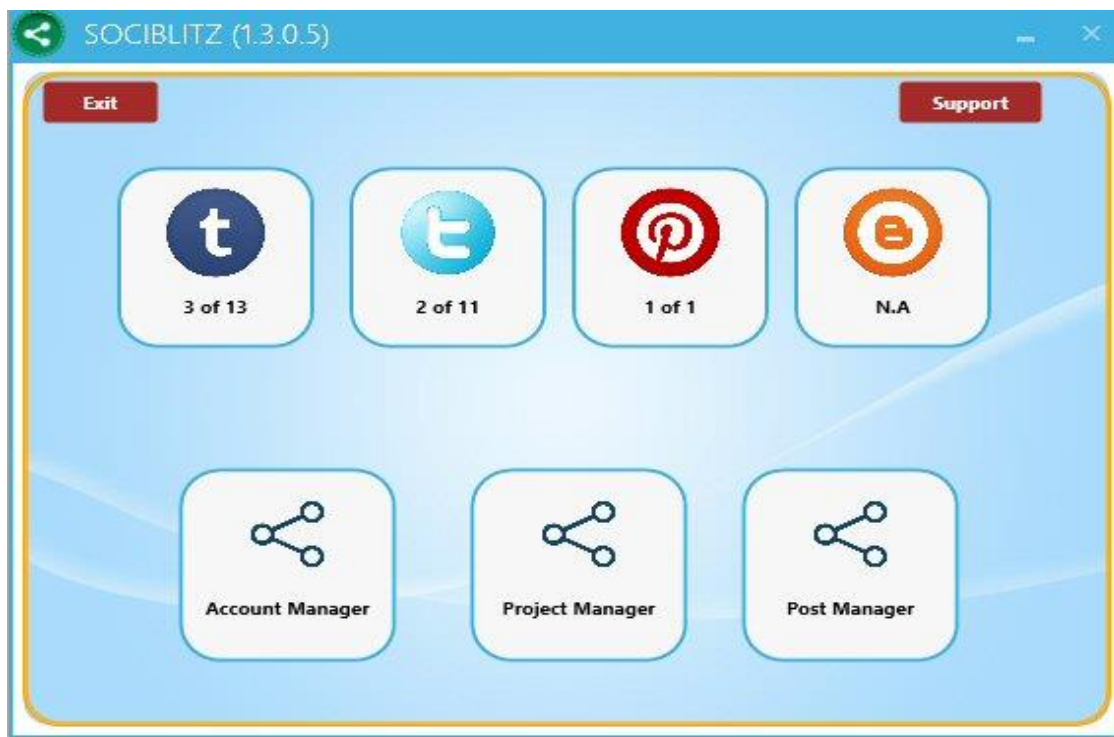 SOCIBLITZ (1.3.0.5)
Exit
Support
3 of 13
2 of 11
1 of 1
N.A
Account Manager
Project Manager
Post Manager